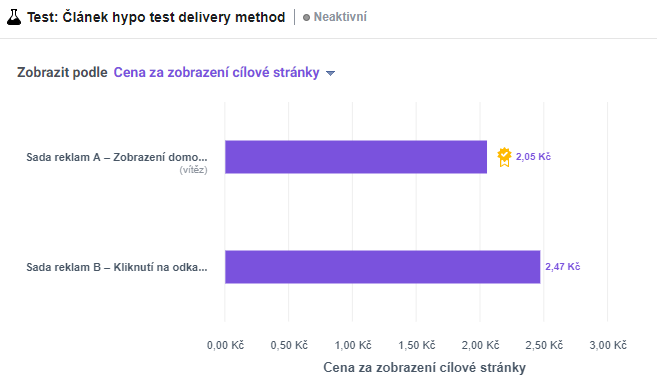 Test: Článek hypo test delivery method
Neaktivní
Zobrazit podle Cena za zobrazení cílové stránky
Sada reklam A – Zobrazení domo...
(vítěz)
2,05 Kč
Sada reklam B – Kliknutí na odka...
2,47 Kč
0,00 Kč 0,50 Kč 1,00 Kč 1,50 Kč 2,00 Kč 2,50 Kč 3,00 Kč
Cena za zobrazení cílové stránky